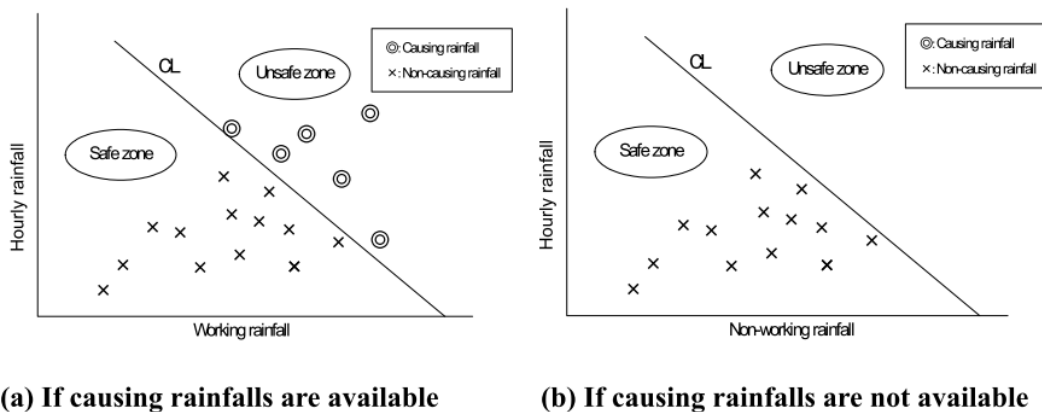 CL
Unsafe zone
◎: Causing rainfall
×: Non-causing rainfall
Safe zone
Hourly rainfall
Working rainfall
(a) If causing rainfalls are available
CL
Unsafe zone
◎: Causing rainfall
×: Non-causing rainfall
Safe zone
Hourly rainfall
Non-working rainfall
(b) If causing rainfalls are not available